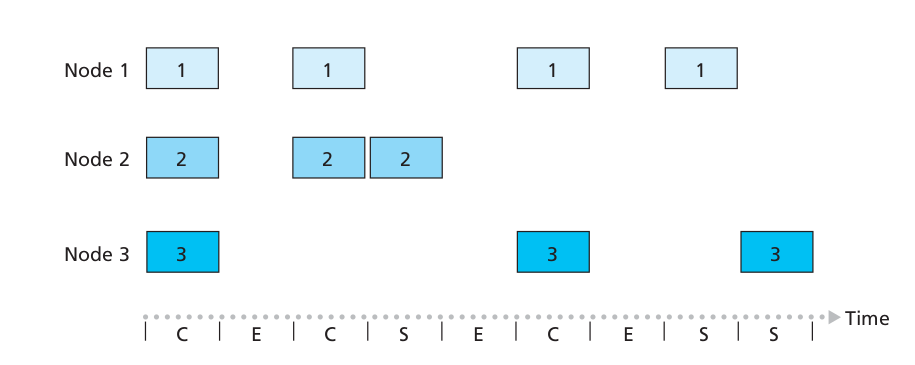 Node 1 1 1 1 1
Node 2 2 2 2
Node 3 3 3 3
Time
C E C S E C E S S